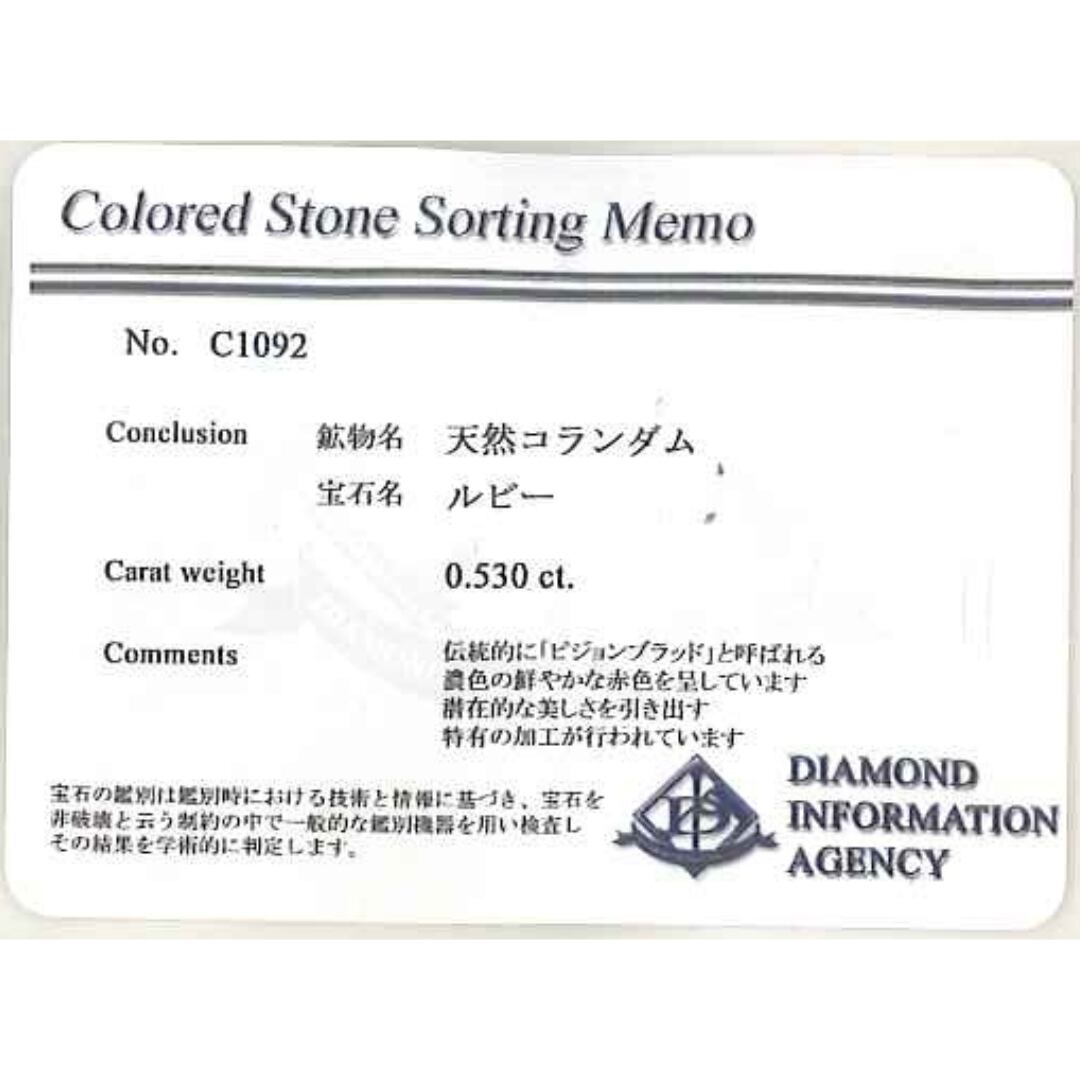 Colored Stone Sorting Memo
No. C1092
Conclusion 鉱物名 天然コランダム
宝石名 ルビー
Carat weight 0.530 ct.
Comments 伝統的に「ピジョンブラッド」と呼ばれる
濃色の鮮やかな赤色を呈しています
潜在的な美しさを引き出す
特有の加工が行われています
宝石の鑑別は鑑別時における技術と情報に基づき、宝石を
非破壊と云う制約の中で一般的な鑑別機器を用い検査し
その結果を学術的に判定します。
DIAMOND
INFORMATION
AGENCY